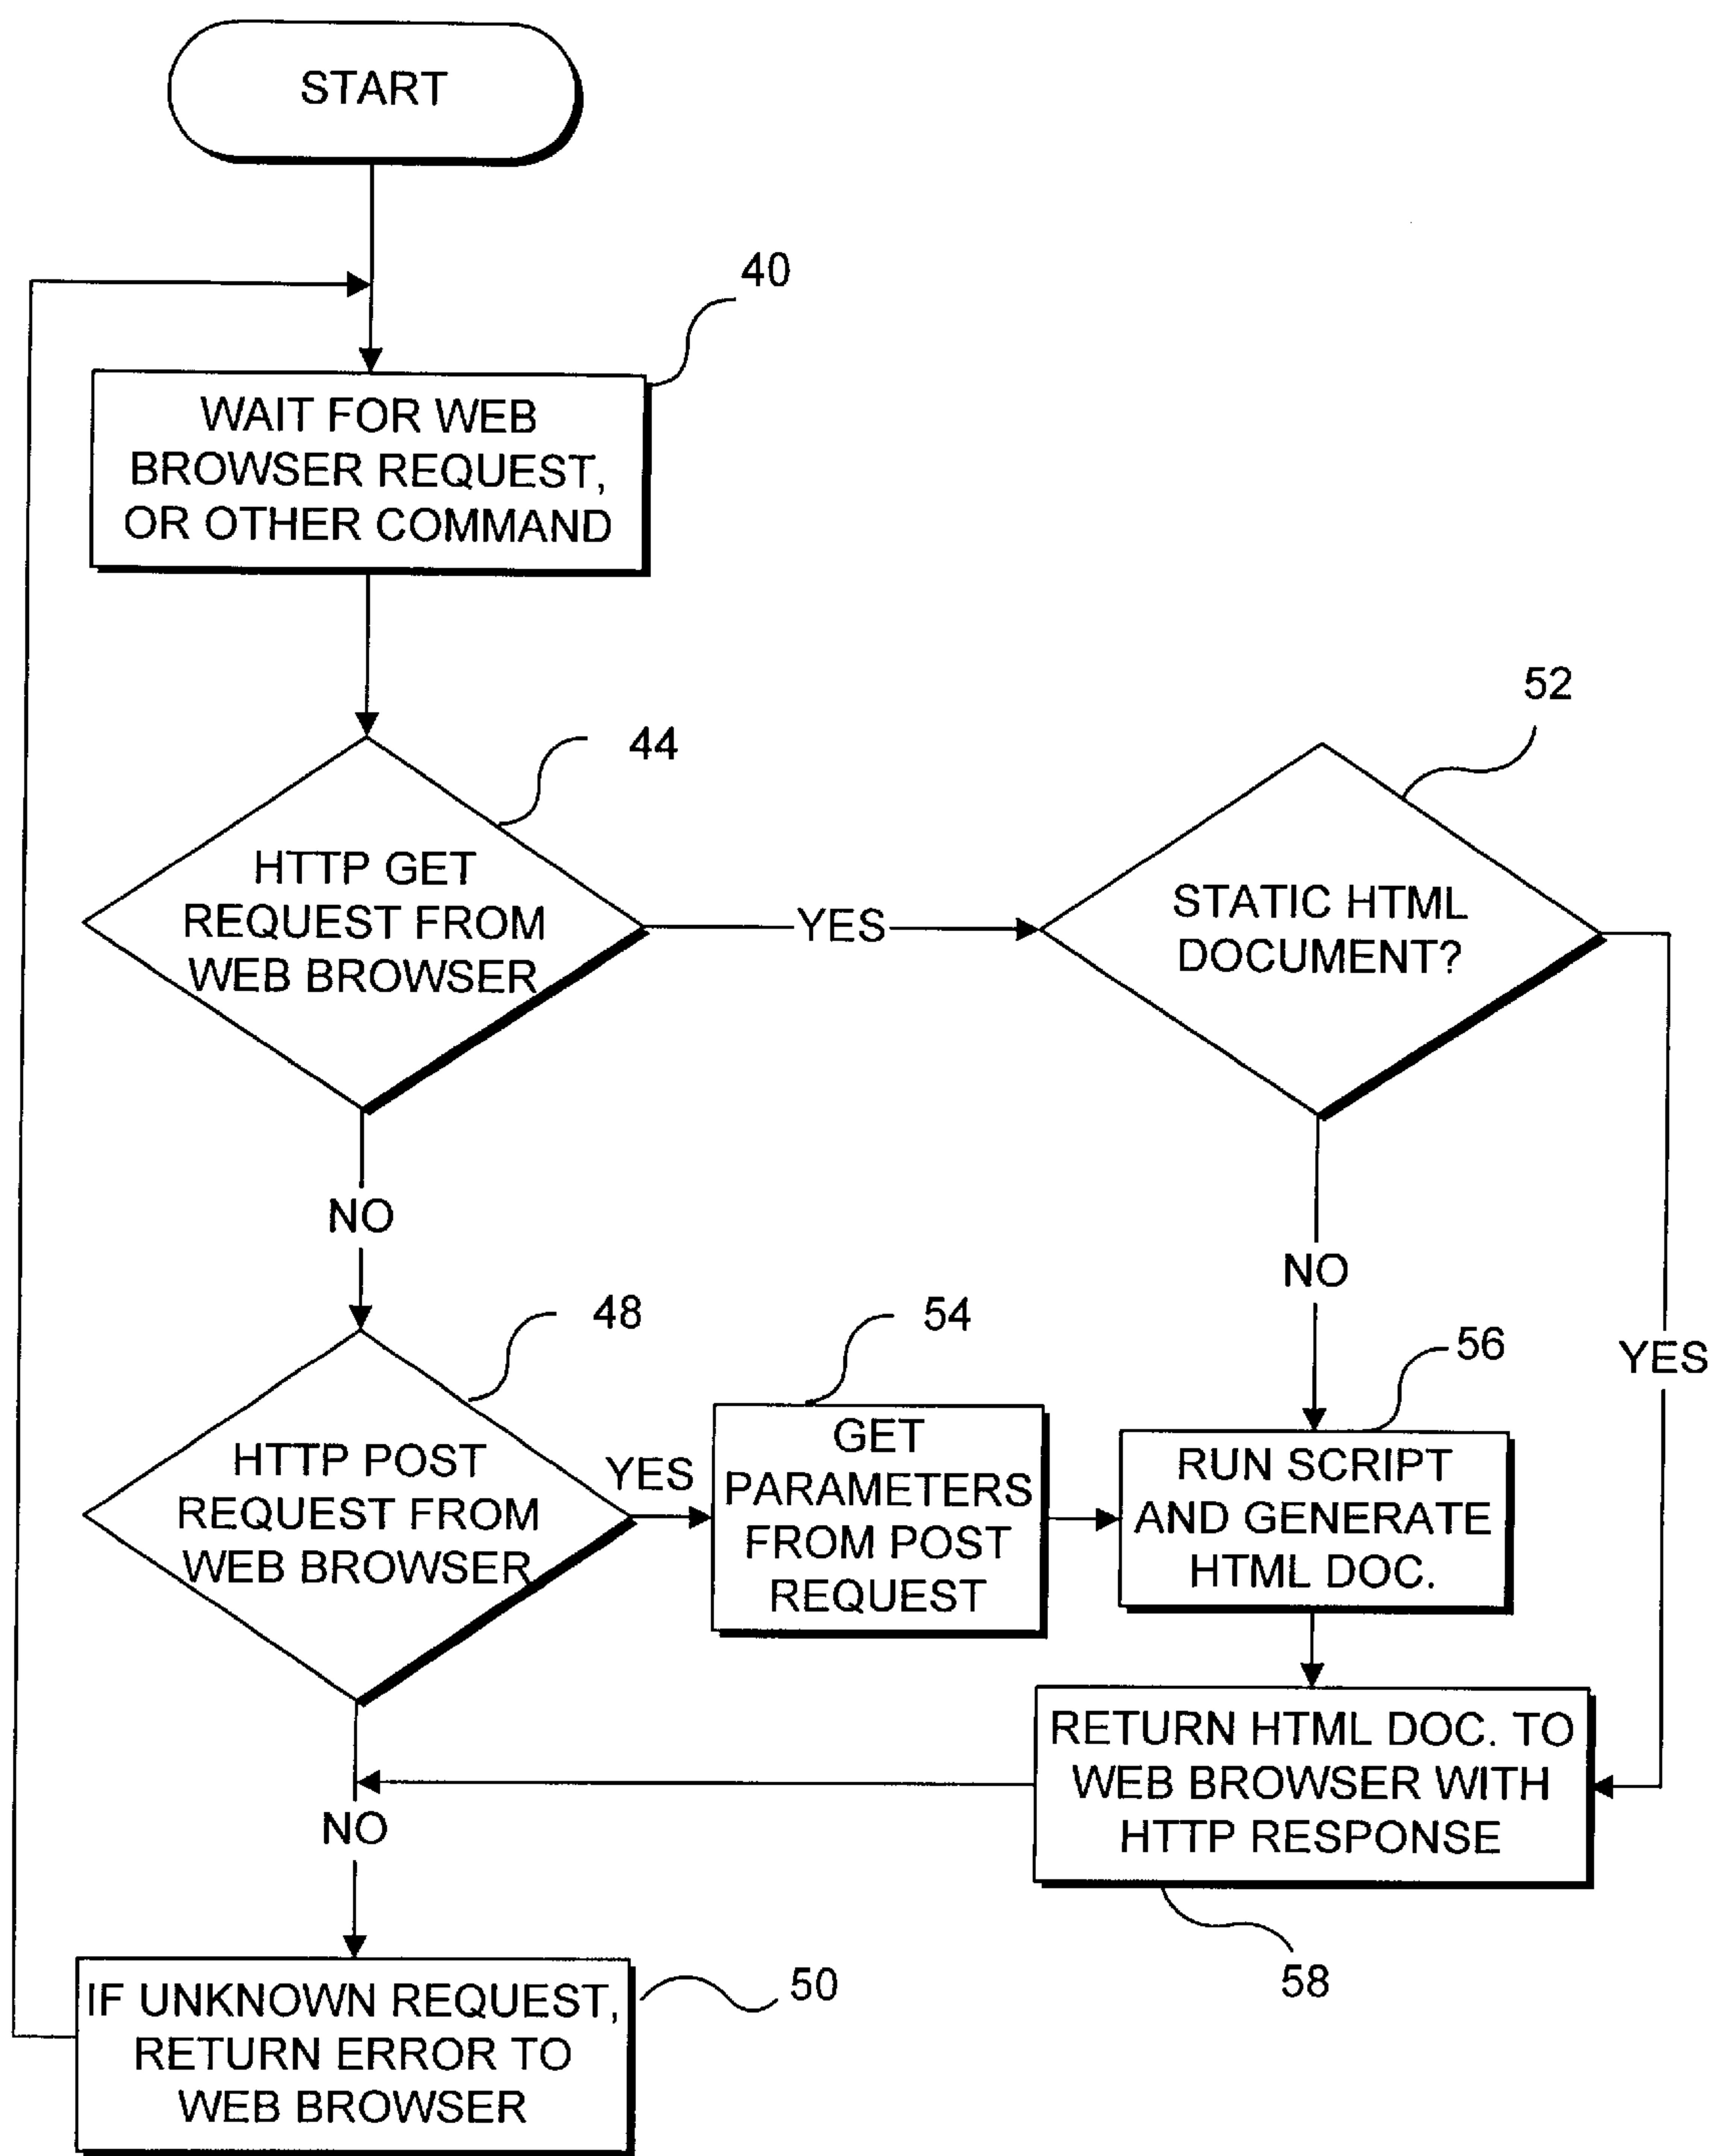 START
40
WAIT FOR WEB
BROWSER REQUEST,
OR OTHER COMMAND
44
HTTP GET
REQUEST FROM
WEB BROWSER
YES
52
STATIC HTML
DOCUMENT?
NO
NO
YES
48
HTTP POST
REQUEST FROM
WEB BROWSER
YES
54
GET
PARAMETERS
FROM POST
REQUEST
56
RUN SCRIPT
AND GENERATE
HTML DOC.
RETURN HTML DOC. TO
WEB BROWSER WITH
HTTP RESPONSE
58
NO
IF UNKNOWN REQUEST,
RETURN ERROR TO
WEB BROWSER
50